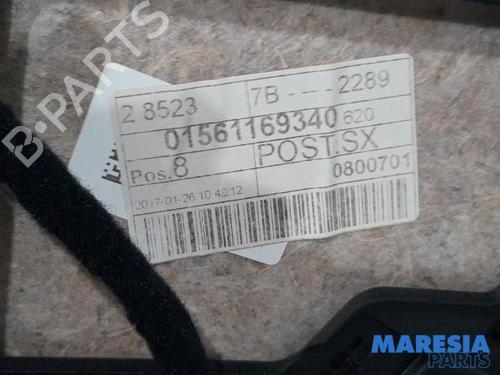 2 8523 7B - - - - 2289
01561169340 620
Pos.8 POST.SX
0800701
2017-01-26 10:48:12
B-PARTS
MARESIA
PARTS